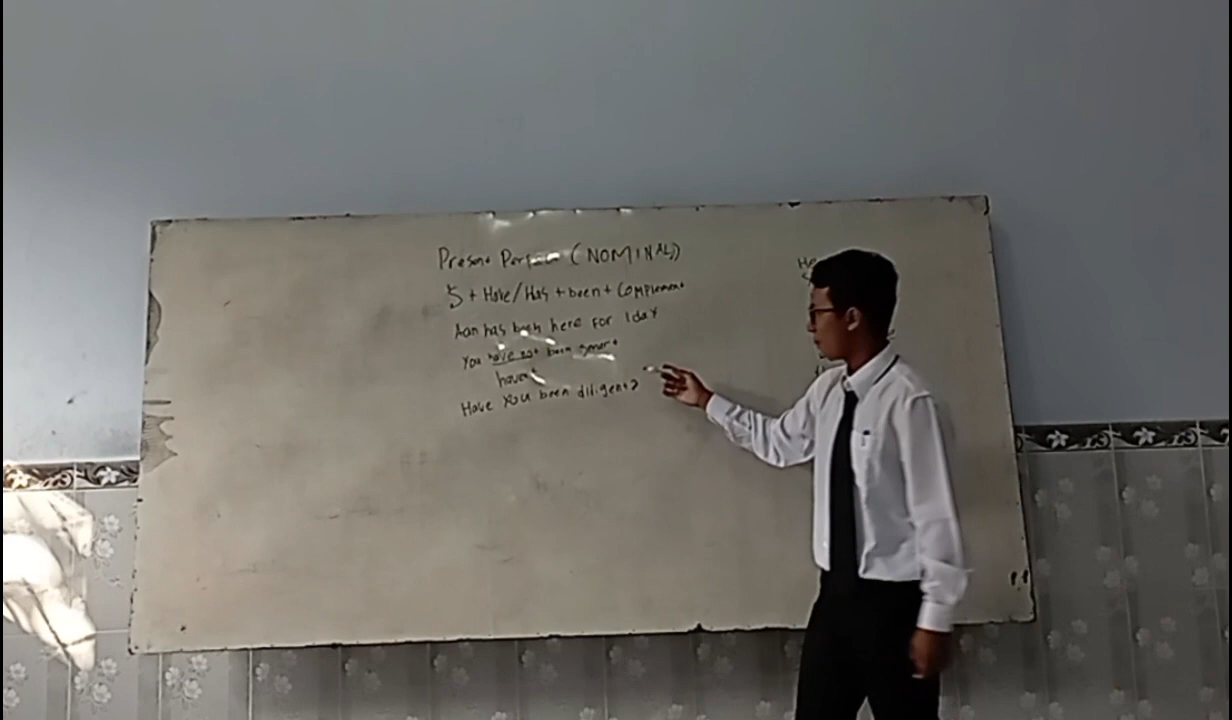 Present Perfect (NOMINAL)
S + Have/Has + been + Complement
Aan has been here for 1 day
You have not been smart
haven't
Have you been diligent?